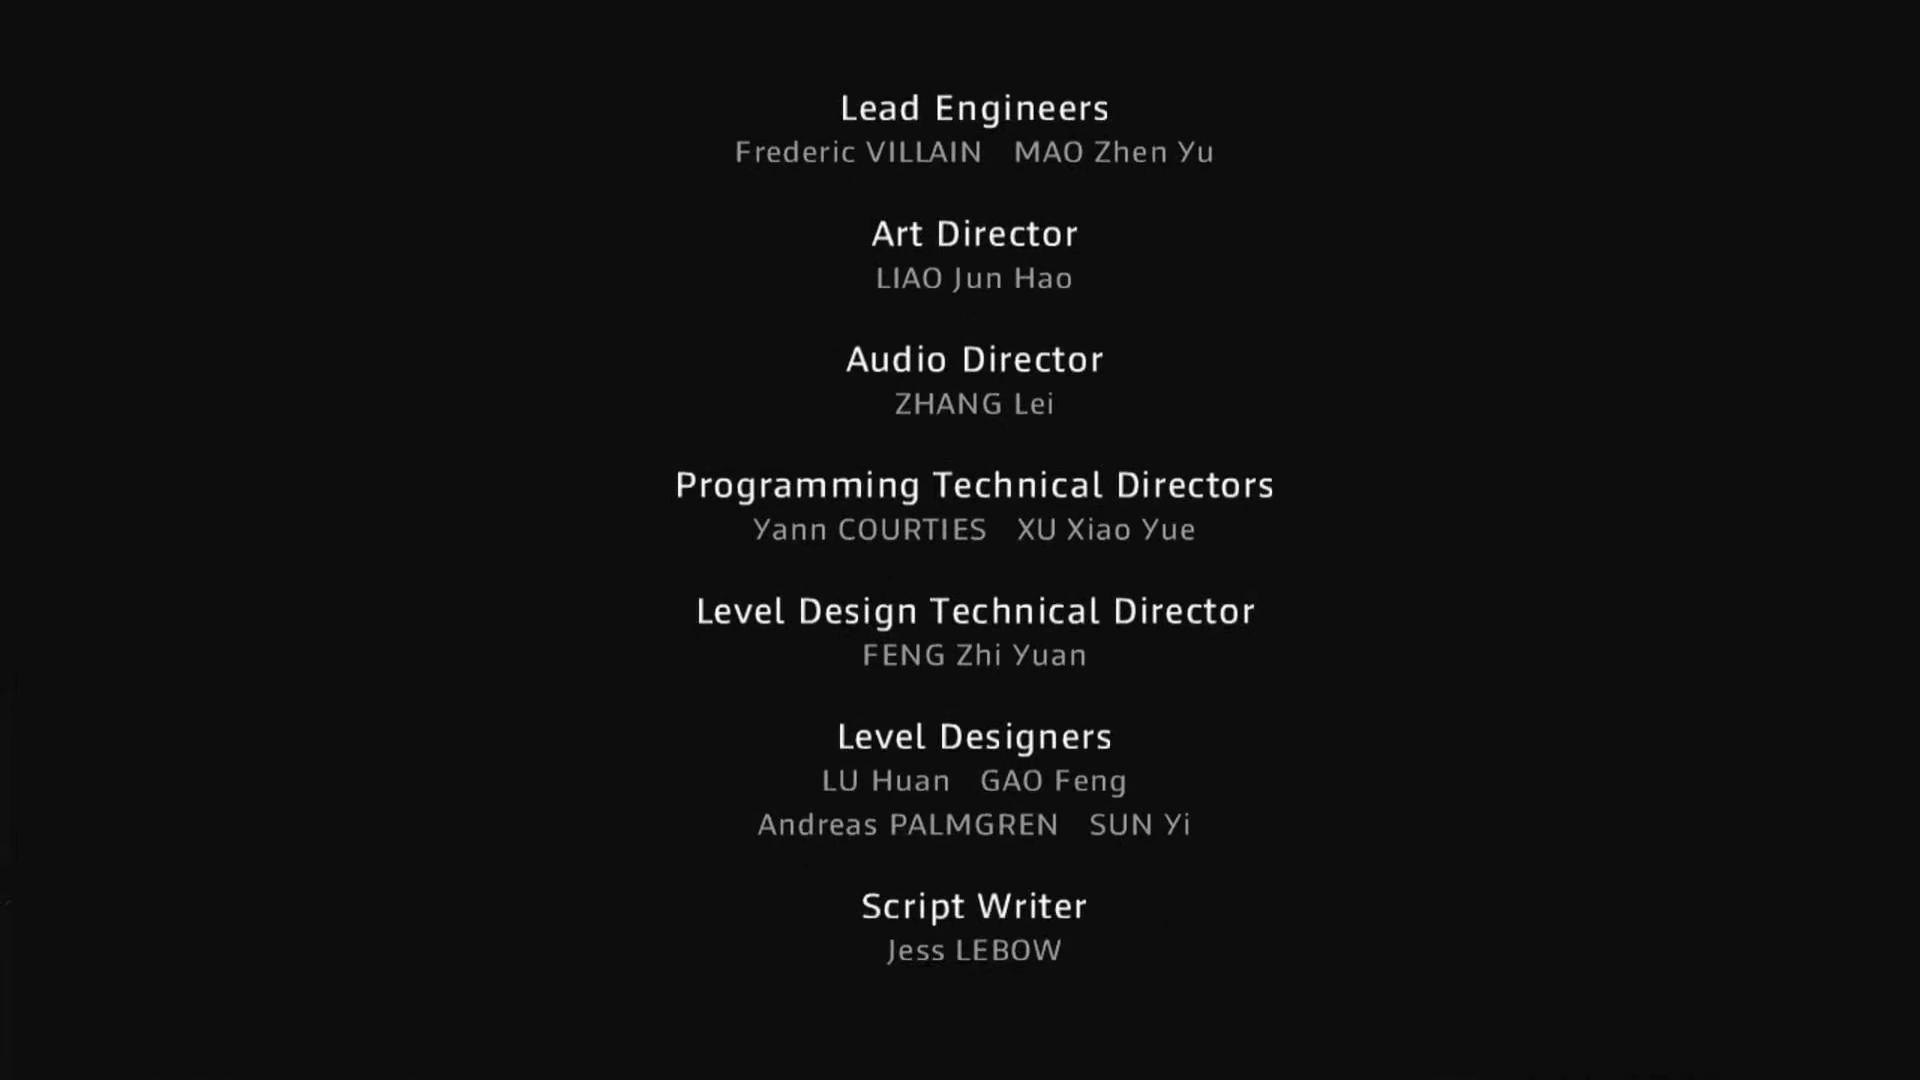 Lead Engineers
Frederic VILLAIN MAO Zhen Yu
Art Director
LIAO Jun Hao
Audio Director
ZHANG Lei
Programming Technical Directors
Yann COURTIES XU Xiao Yue
Level Design Technical Director
FENG Zhi Yuan
Level Designers
LU Huan GAO Feng
Andreas PALMGREN SUN Yi
Script Writer
Jess LEBOW